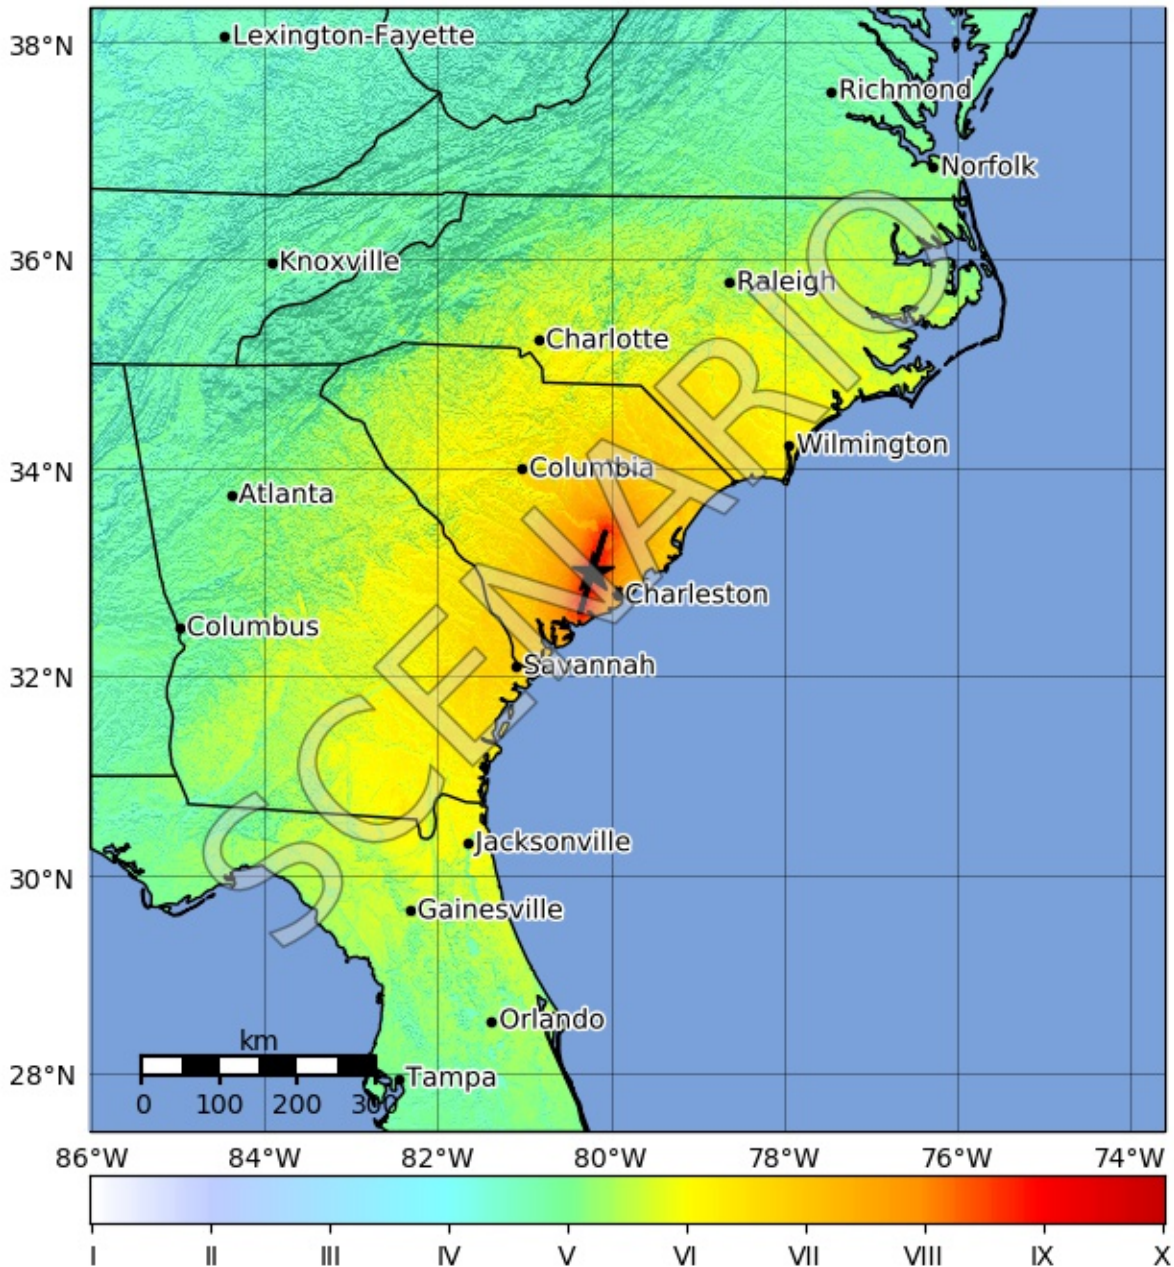 38°N
Lexington-Fayette
Richmond
Norfolk
36°N
Knoxville
Raleigh
Charlotte
Wilmington
34°N
Columbia
Atlanta
Charleston
Columbus
Savannah
32°N
SCENARIO
Jacksonville
30°N
Gainesville
Orlando
km
28°N
Tampa
0 100 200 300
86°W 84°W 82°W 80°W 78°W 76°W 74°W
I II III IV V VI VII VIII IX X